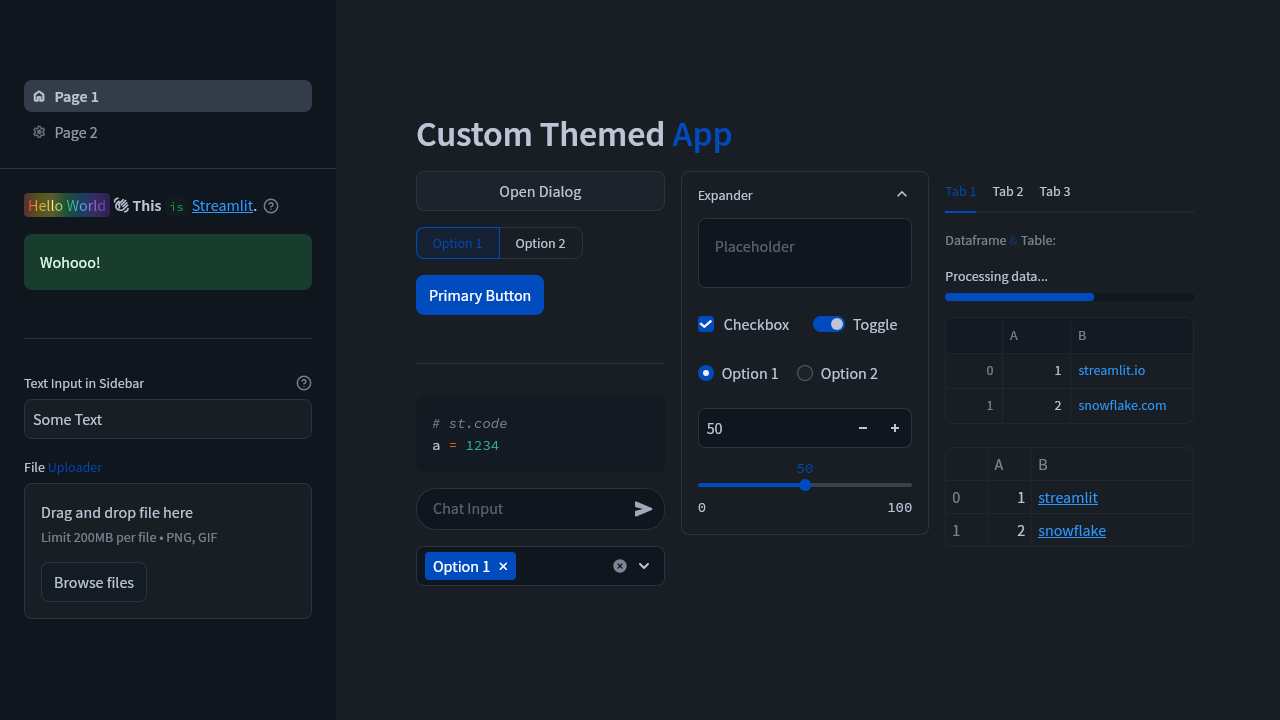 Page 1
Page 2
Hello World 👋 This is Streamlit.
Wohooo!
Text Input in Sidebar
Some Text
File Uploader
Drag and drop file here
Limit 200MB per file • PNG, GIF
Browse files
Custom Themed App
Open Dialog
Option 1
Option 2
Primary Button
# st.code
a = 1234
Chat Input
Option 1
Expander
Placeholder
Checkbox
Toggle
Option 1
Option 2
50
50
0
100
Tab 1
Tab 2
Tab 3
Dataframe & Table:
Processing data...
A B
0 1 streamlit.io
1 2 snowflake.com
A B
0 1 streamlit
1 2 snowflake